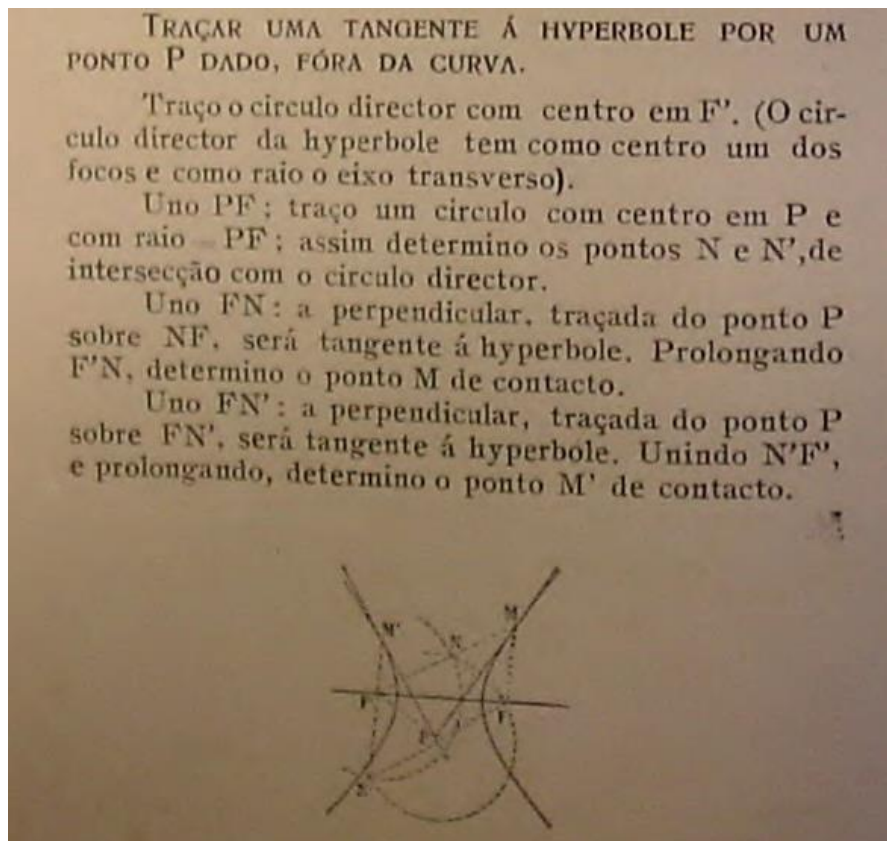 TRAÇAR UMA TANGENTE Á HYPERBOLE POR UM
PONTO P DADO, FÓRA DA CURVA.
Traço o circulo director com centro em F'. (O cir-
culo director da hyperbole tem como centro um dos
focos e como raio o eixo transverso).
Uno PF; traço um circulo com centro em P e
com raio = PF; assim determino os pontos N e N', de
intersecção com o circulo director.
Uno FN: a perpendicular, traçada do ponto P
sobre NF, será tangente á hyperbole. Prolongando
F'N, determino o ponto M de contacto.
Uno FN': a perpendicular, traçada do ponto P
sobre FN', será tangente á hyperbole. Unindo N'F',
e prolongando, determino o ponto M' de contacto.
M'
N
M
P